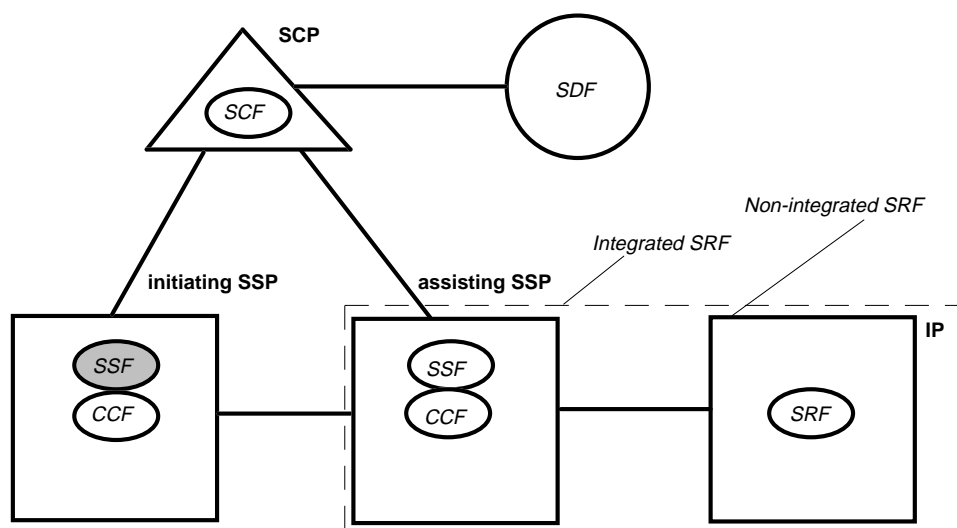 SCP
SDF
SCF
Non-integrated SRF
Integrated SRF
initiating SSP
assisting SSP
IP
SSF
SSF
CCF
CCF
SRF